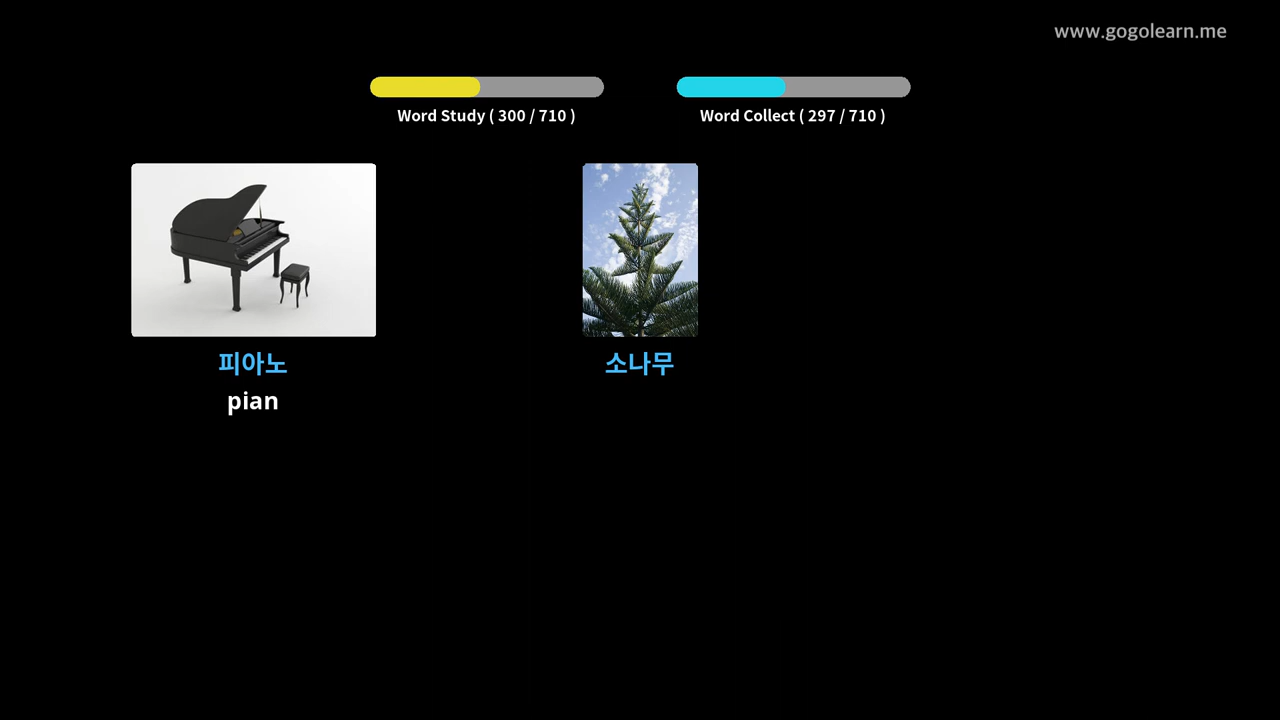 www.gogolearn.me
Word Study ( 300 / 710 )
Word Collect ( 297 / 710 )
피아노
pian
소나무